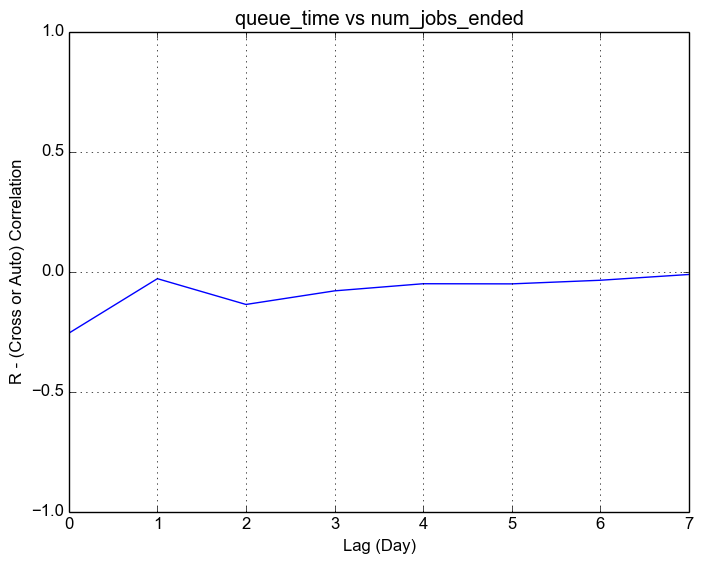 queue_time vs num_jobs_ended
1.0
0.5
0.0
−0.5
−1.0
R - (Cross or Auto) Correlation
0 1 2 3 4 5 6 7
Lag (Day)